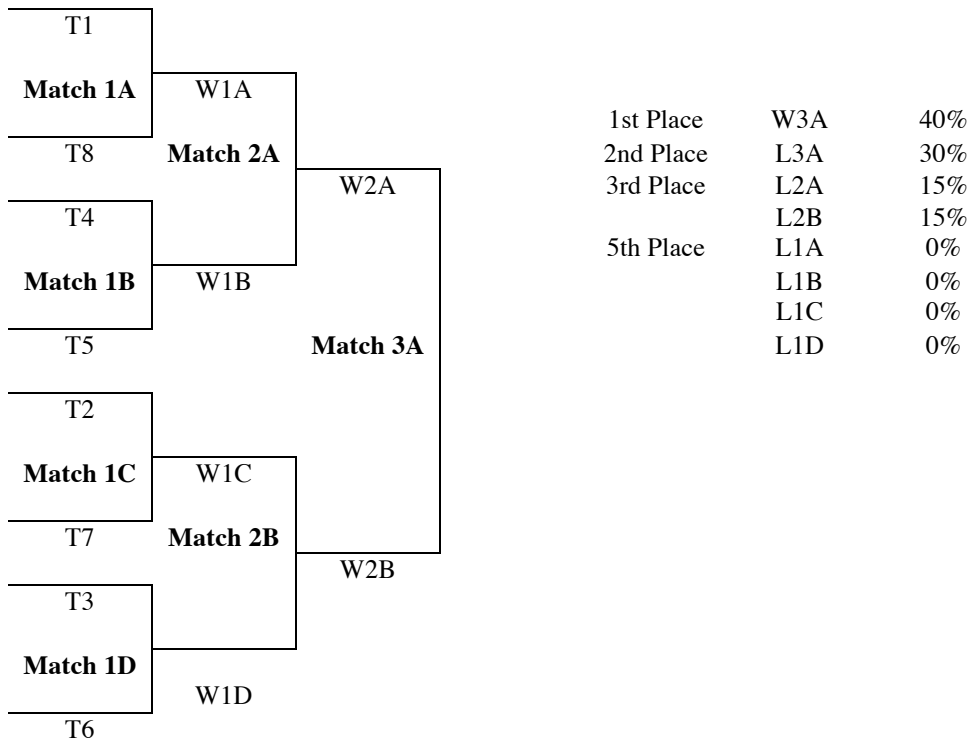 T1
Match 1A
W1A
T8
Match 2A
W2A
T4
Match 1B
W1B
T5
Match 3A
T2
Match 1C
W1C
T7
Match 2B
W2B
T3
Match 1D
W1D
T6
1st Place W3A 40%
2nd Place L3A 30%
3rd Place L2A 15%
L2B 15%
5th Place L1A 0%
L1B 0%
L1C 0%
L1D 0%